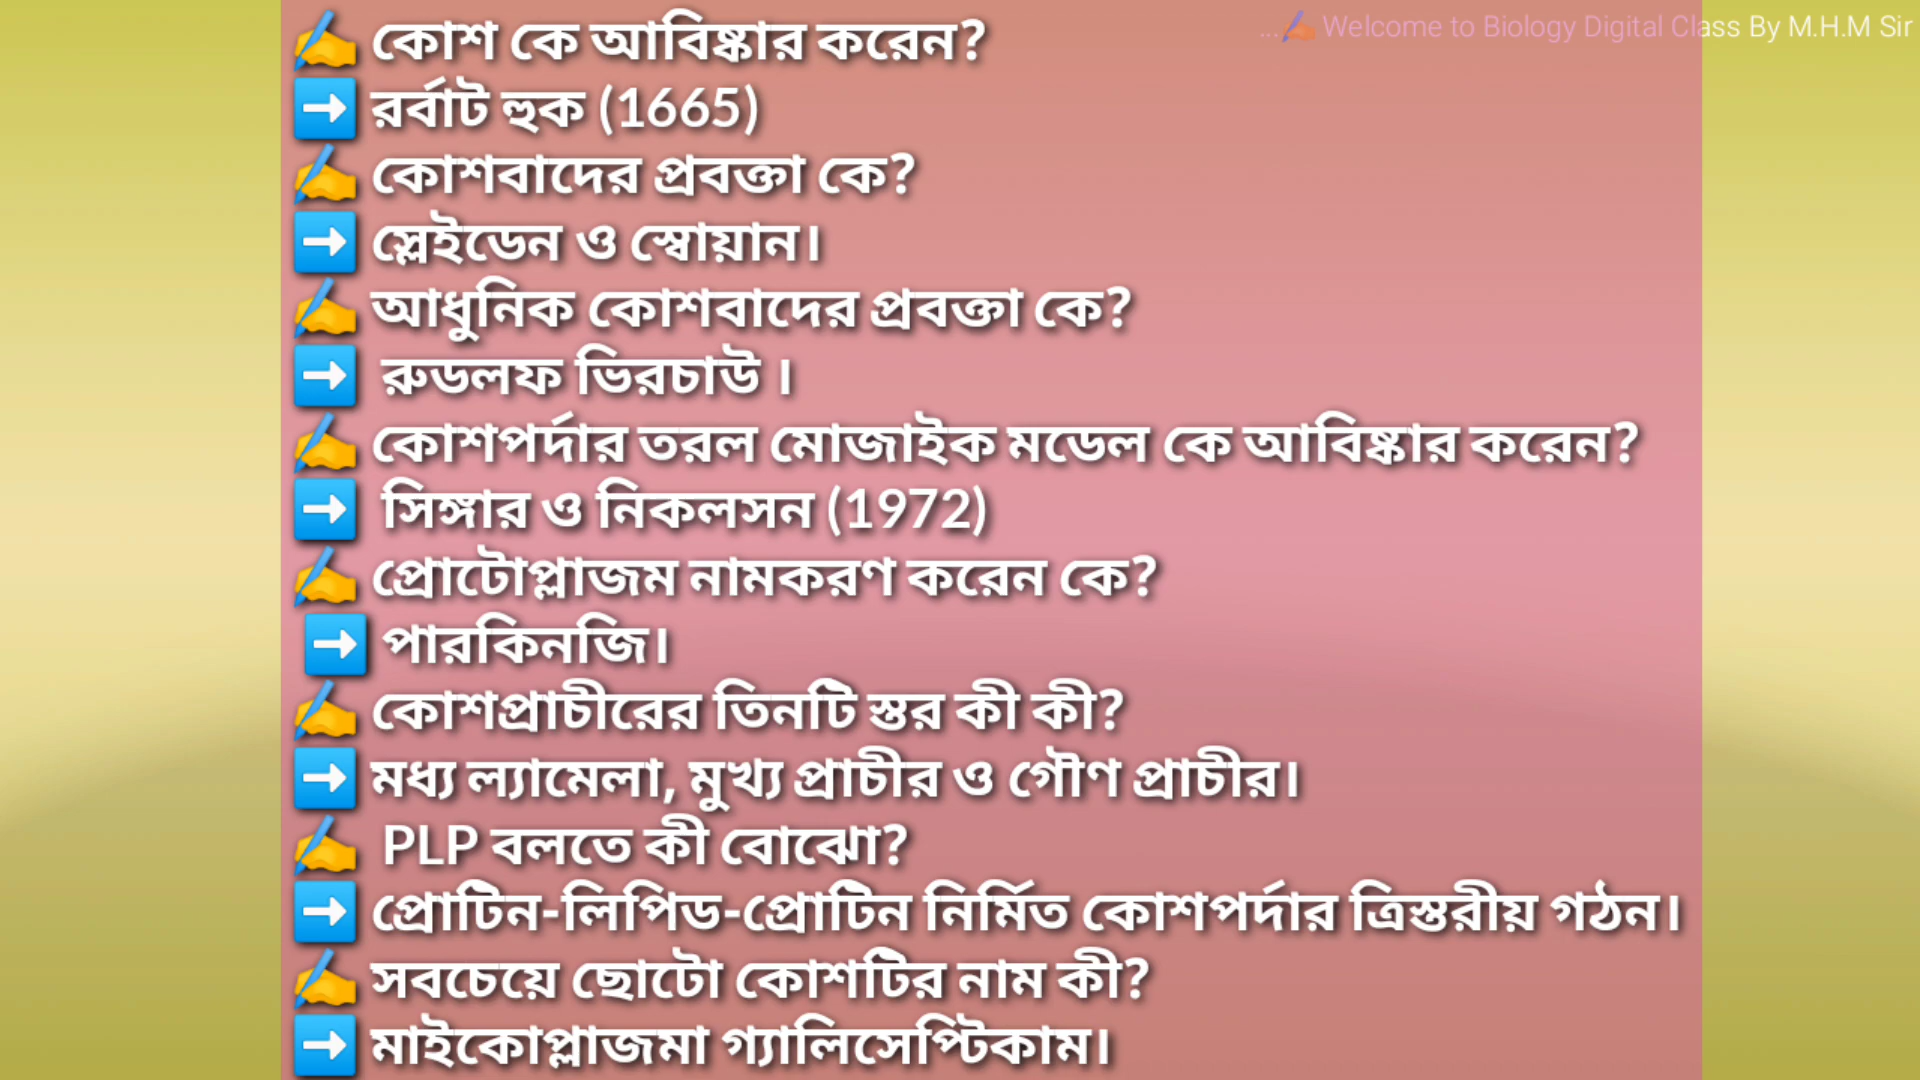 ...✍️ Welcome to Biology Digital Class By M.H.M Sir
✍️ কোশ কে আবিষ্কার করেন?
➡️ রর্বাট হুক (1665)
✍️ কোশবাদের প্রবক্তা কে?
➡️ স্লেইডেন ও স্বোয়ান।
✍️ আধুনিক কোশবাদের প্রবক্তা কে?
➡️ রুডলফ ভিরচাউ ।
✍️ কোশপর্দার তরল মোজাইক মডেল কে আবিষ্কার করেন?
➡️ সিঙ্গার ও নিকলসন (1972)
✍️ প্রোটোপ্লাজম নামকরণ করেন কে?
➡️ পারকিনজি।
✍️ কোশপ্রাচীরের তিনটি স্তর কী কী?
➡️ মধ্য ল্যামেলা, মুখ্য প্রাচীর ও গৌণ প্রাচীর।
✍️ PLP বলতে কী বোঝো?
➡️ প্রোটিন-লিপিড-প্রোটিন নির্মিত কোশপর্দার ত্রিস্তরীয় গঠন।
✍️ সবচেয়ে ছোটো কোশটির নাম কী?
➡️ মাইকোপ্লাজমা গ্যালিসেপ্টিকাম।